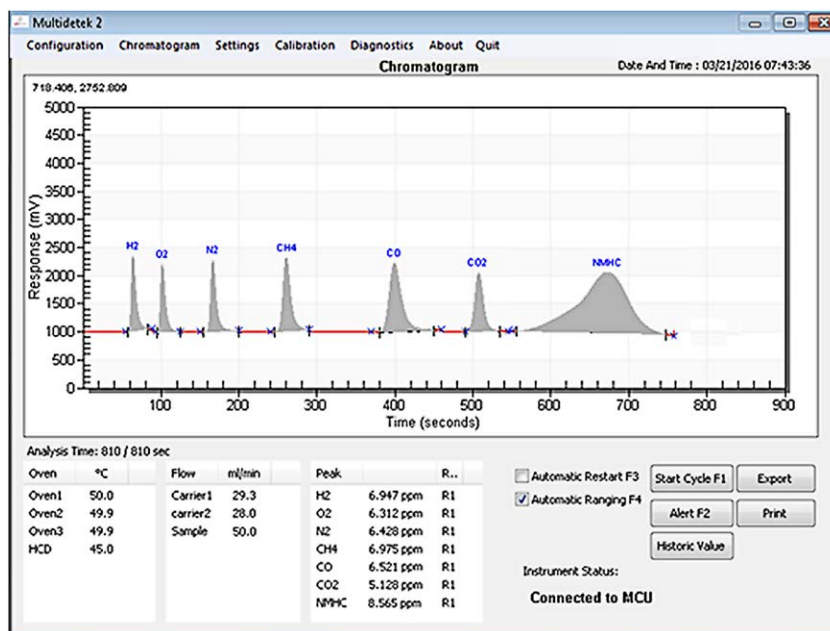 Multidetek 2
Configuration Chromatogram Settings Calibration Diagnostics About Quit
Chromatogram Date And Time : 03/21/2016 07:43:36
718.406, 2752.809
5000
4500
4000
3500
3000
2500
2000
1500
1000
500
0
Response (mV)
H2 O2 N2 CH4 CO CO2 NMHC
100 200 300 400 500 600 700 800 900
Time (seconds)
Analysis Time: 810 / 810 sec
Oven °C
Oven1 50.0
Oven2 49.9
Oven3 49.9
HCD 45.0
Flow ml/min
Carrier1 29.3
carrier2 28.0
Sample 50.0
Peak R..
H2 6.947 ppm R1
O2 6.312 ppm R1
N2 6.428 ppm R1
CH4 6.975 ppm R1
CO 6.521 ppm R1
CO2 5.128 ppm R1
NMHC 8.565 ppm R1
Automatic Restart F3
Automatic Ranging F4
Start Cycle F1 Export
Alert F2 Print
Historic Value
Instrument Status:
Connected to MCU